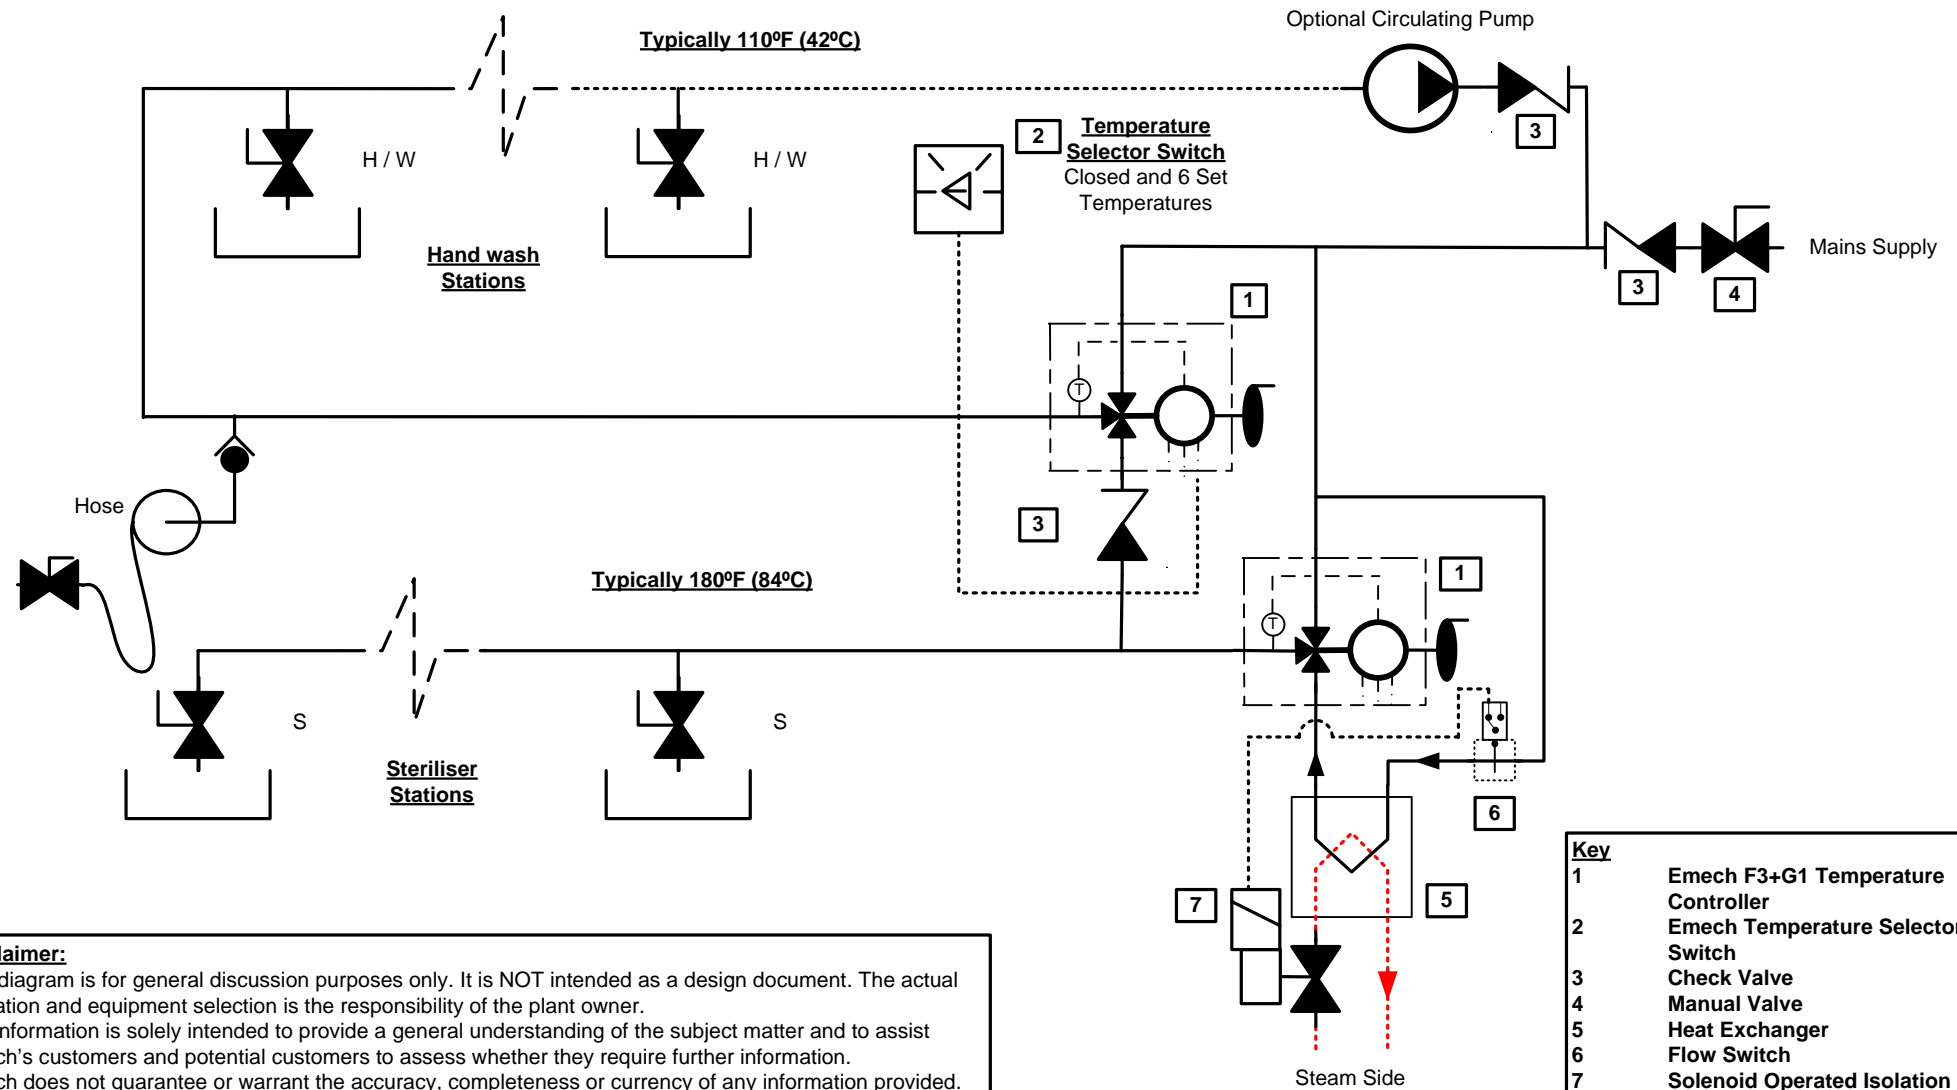 Optional Circulating Pump
Typically 110ºF (42ºC)
3
2
Temperature
Selector Switch
Closed and 6 Set
Temperatures
H / W
H / W
Hand wash
Stations
Mains Supply
3
4
1
T
Hose
3
Typically 180ºF (84ºC)
1
T
S
S
Steriliser
Stations
6
5
7
Steam Side
Key
1 Emech F3+G1 Temperature
Controller
2 Emech Temperature Selector
Switch
3 Check Valve
4 Manual Valve
5 Heat Exchanger
6 Flow Switch
7 Solenoid Operated Isolation
laimer:
diagram is for general discussion purposes only. It is NOT intended as a design document. The actual
ation and equipment selection is the responsibility of the plant owner.
nformation is solely intended to provide a general understanding of the subject matter and to assist
ch's customers and potential customers to assess whether they require further information.
ch does not guarantee or warrant the accuracy, completeness or currency of any information provided.